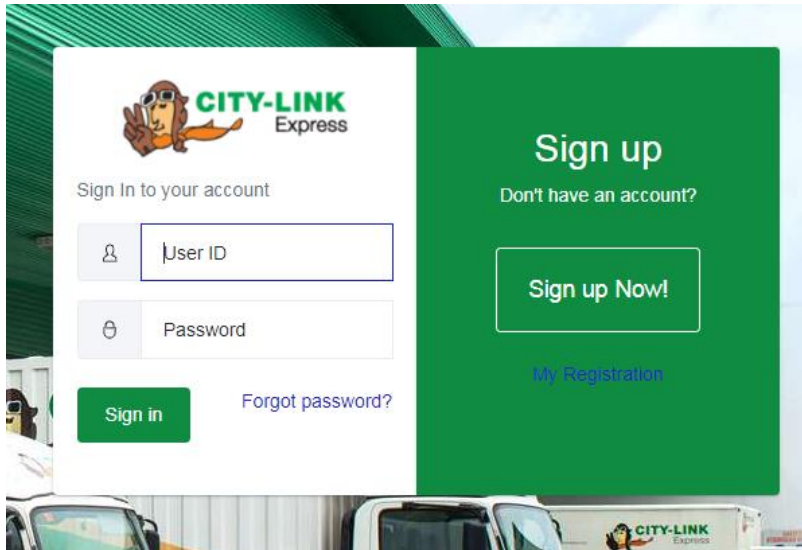 CITY-LINK
Express
Sign In to your account
User ID
Password
Sign in
Forgot password?
Sign up
Don't have an account?
Sign up Now!
My Registration
CITY-LINK
Express